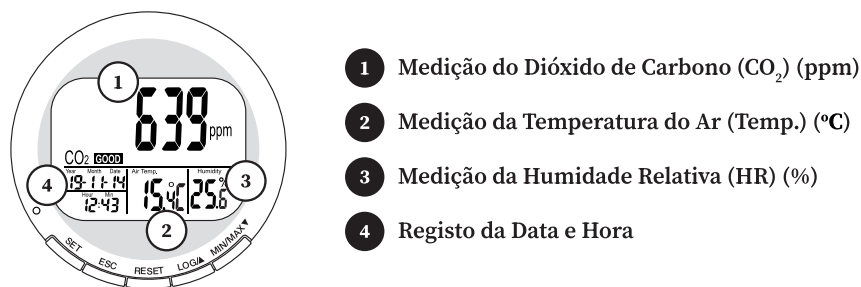 1
639 ppm
CO2 GOOD
Year Month Date
19-11-14
Hour Min
12:43
Air Temp.
15.4°C
Humidity
25.6%
4
3
2
SET
ESC
RESET
LOG/▲
MIN/MAX▼
1 Medição do Dióxido de Carbono (CO₂) (ppm)
2 Medição da Temperatura do Ar (Temp.) (ºC)
3 Medição da Humidade Relativa (HR) (%)
4 Registo da Data e Hora